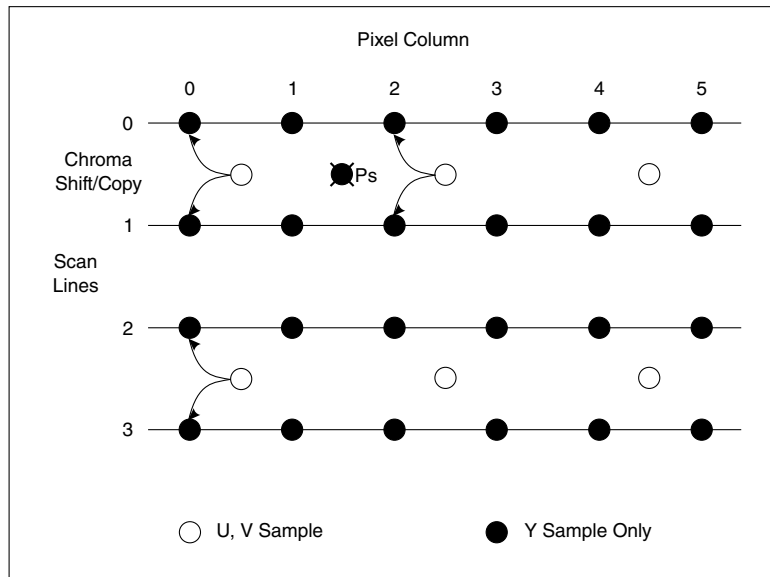 Pixel Column
0 1 2 3 4 5
0
Chroma
Shift/Copy
Ps
1
Scan
Lines
2
3
U, V Sample
Y Sample Only